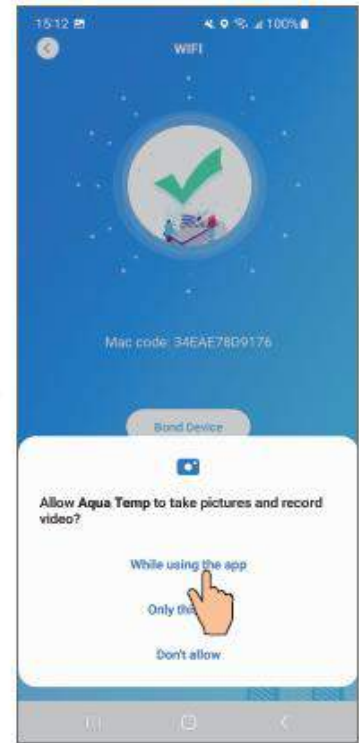 15:12 100%
WIFI
Mac code: 34EAE78D9176
Bond Device
Allow Aqua Temp to take pictures and record
video?
While using the app
Only
Don't allow